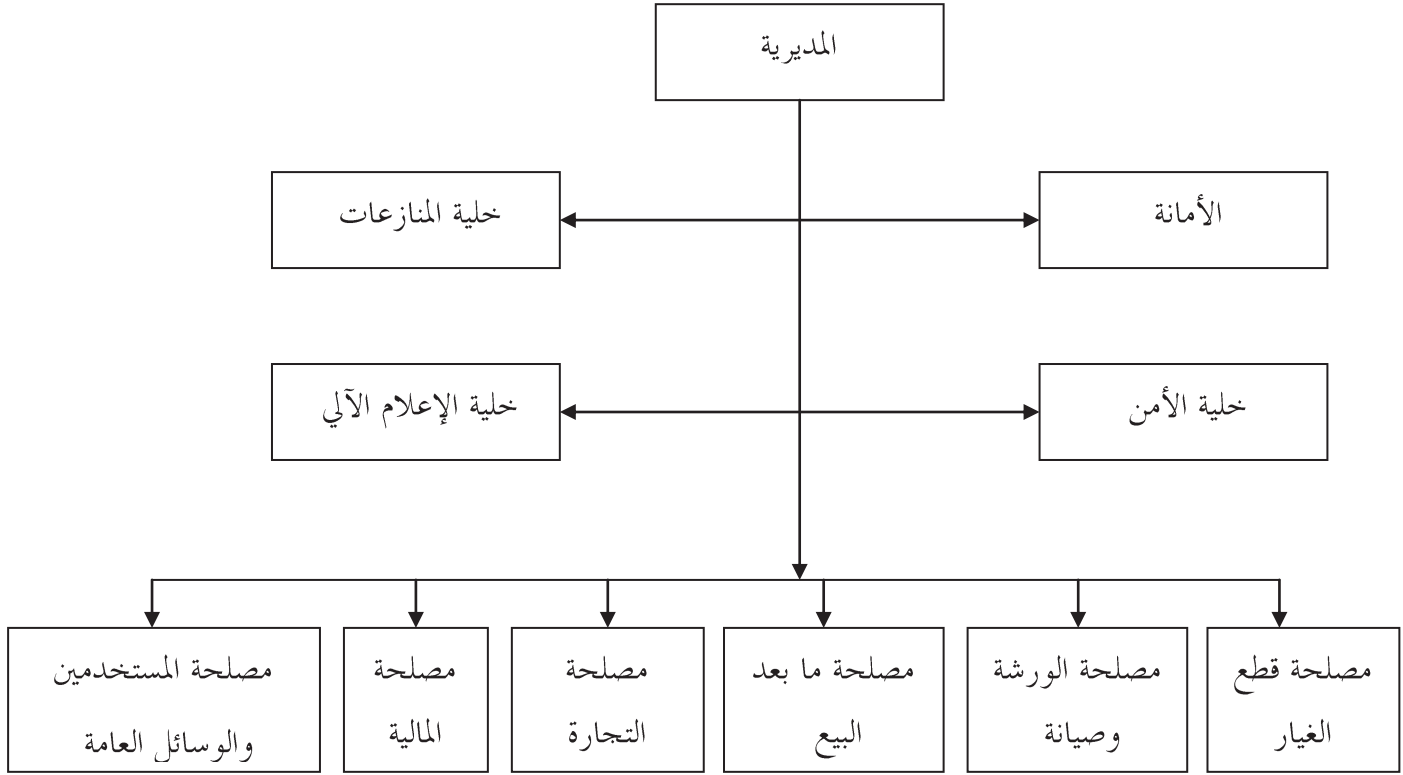 المديرية
الأمانة
خلية المنازعات
خلية الأمن
خلية الإعلام الآلي
مصلحة قطع
الغيار
مصلحة الورشة
وصيانة
مصلحة ما بعد
البيع
مصلحة
التجارة
مصلحة
المالية
مصلحة المستخدمين
والوسائل العامة